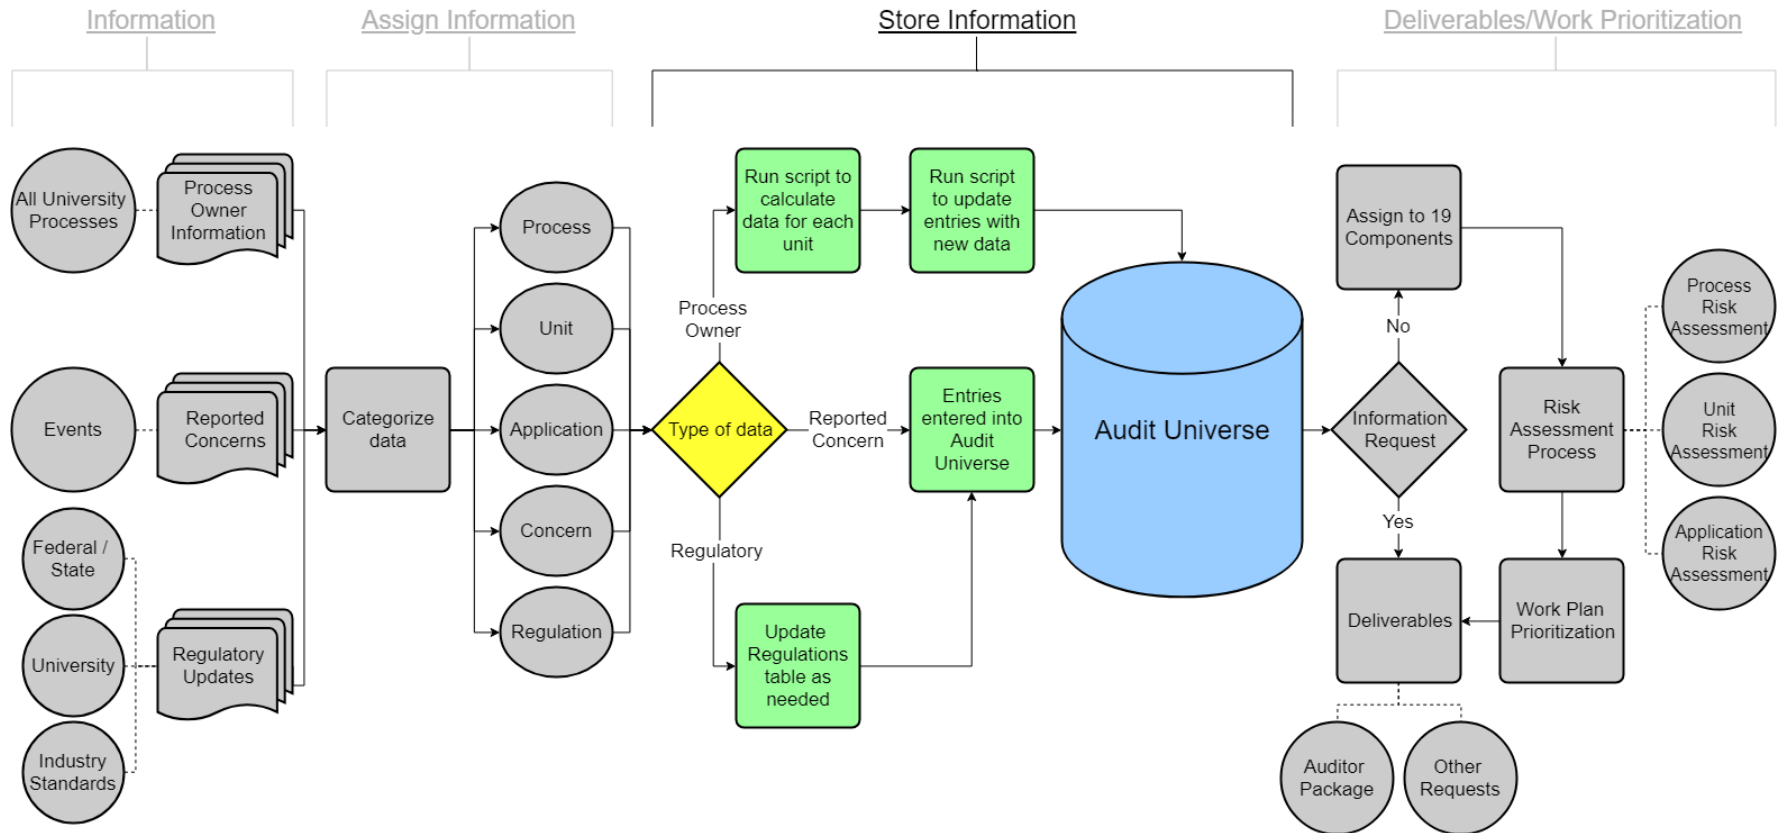 Information
Assign Information
Store Information
Deliverables/Work Prioritization
All University
Processes
Process
Owner
Information
Events
Reported
Concerns
Federal /
State
University
Industry
Standards
Regulatory
Updates
Categorize
data
Process
Unit
Application
Concern
Regulation
Type of data
Process
Owner
Reported
Concern
Regulatory
Run script to
calculate
data for each
unit
Run script
to update
entries with
new data
Entries
entered into
Audit
Universe
Update
Regulations
table as
needed
Audit Universe
Information
Request
No
Yes
Assign to 19
Components
Risk
Assessment
Process
Process
Risk
Assessment
Unit
Risk
Assessment
Application
Risk
Assessment
Work Plan
Prioritization
Deliverables
Auditor
Package
Other
Requests